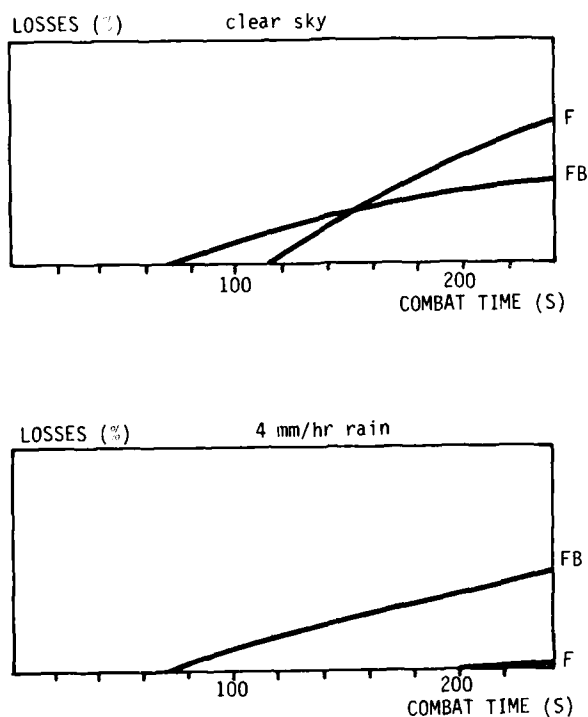 LOSSES (%) clear sky
F
FB
100 200
COMBAT TIME (S)
LOSSES (%) 4 mm/hr rain
FB
F
100 200
COMBAT TIME (S)